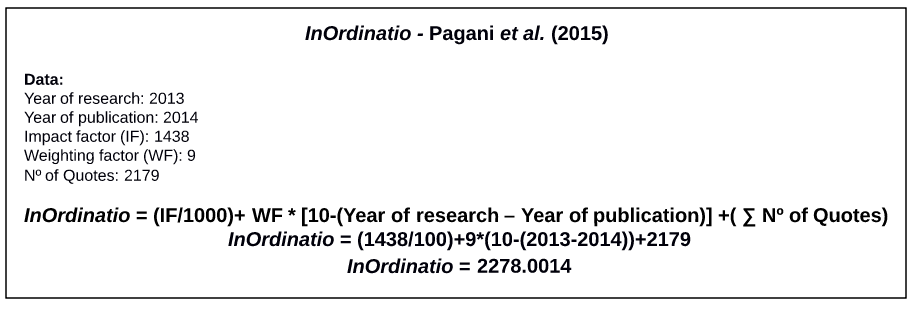 InOrdinatio - Pagani et al. (2015)
Data:
Year of research: 2013
Year of publication: 2014
Impact factor (IF): 1438
Weighting factor (WF): 9
Nº of Quotes: 2179
InOrdinatio = (IF/1000)+ WF * [10-(Year of research – Year of publication)] +( ∑ Nº of Quotes)
InOrdinatio = (1438/100)+9*(10-(2013-2014))+2179
InOrdinatio = 2278.0014